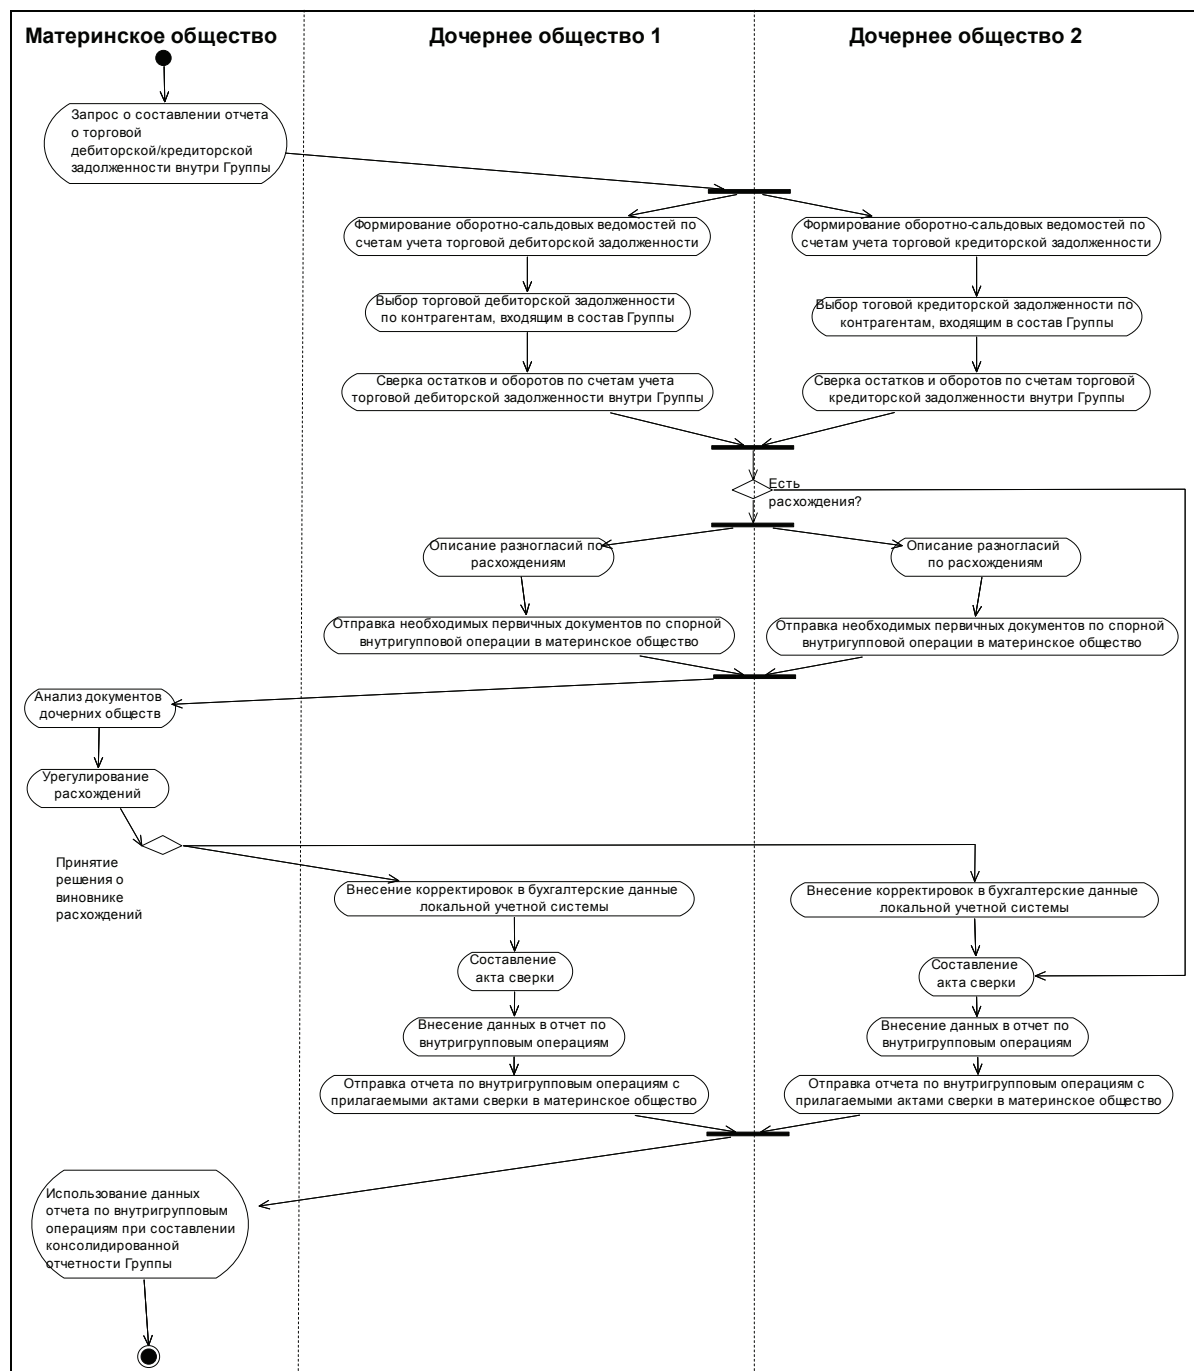 Материнское общество
Дочернее общество 1
Дочернее общество 2
Запрос о составлении отчета
о торговой
дебиторской/кредиторской
задолженности внутри Группы
Формирование оборотно-сальдовых ведомостей по
счетам учета торговой дебиторской задолженности
Формирование оборотно-сальдовых ведомостей по
счетам учета торговой кредиторской задолженности
Выбор торговой дебиторской задолженности
по контрагентам, входящим в состав Группы
Выбор тоговой кредиторской задолженности по
контрагентам, входящим в состав Группы
Сверка остатков и оборотов по счетам учета
торговой дебиторской задолженности внутри Группы
Сверка остатков и оборотов по счетам торговой
кредиторской задолженности внутри Группы
Есть
расхождения?
Описание разногласий по
расхождениям
Описание разногласий
по расхождениям
Отправка необходимых первичных документов по спорной
внутригупповой операции в материнское общество
Отправка необходимых первичных документов по спорной
внутригупповой операции в материнское общество
Анализ документов
дочерних обществ
Урегулирование
расхождений
Принятие
решения о
виновнике
расхождений
Внесение корректировок в бухгалтерские данные
локальной учетной системы
Внесение корректировок в бухгалтерские данные
локальной учетной системы
Составление
акта сверки
Составление
акта сверки
Внесение данных в отчет по
внутригрупповым операциям
Внесение данных в отчет по
внутригрупповым операциям
Отправка отчета по внутригрупповым операциям с
прилагаемыми актами сверки в материнское общество
Отправка отчета по внутригрупповым операциям с
прилагаемыми актами сверки в материнское общество
Использование данных
отчета по внутригрупповым
операциям при составлении
консолидированной
отчетности Группы